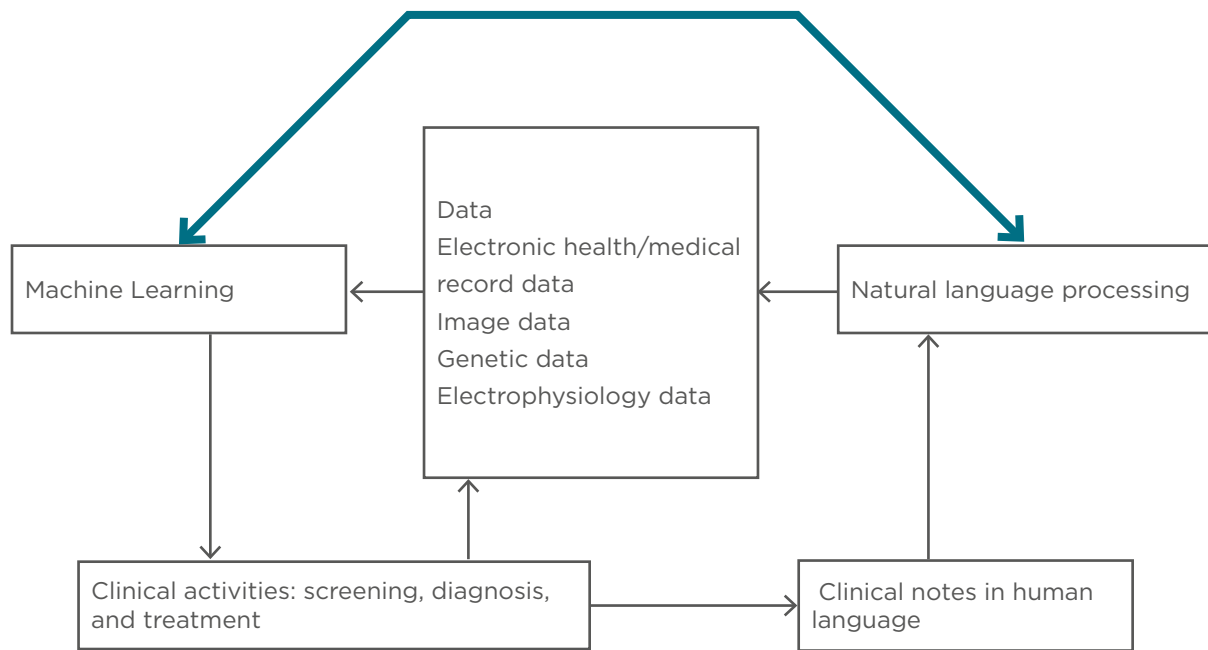 Data
Electronic health/medical
record data
Image data
Genetic data
Electrophysiology data
Machine Learning
Natural language processing
Clinical activities: screening, diagnosis,
and treatment
Clinical notes in human
language